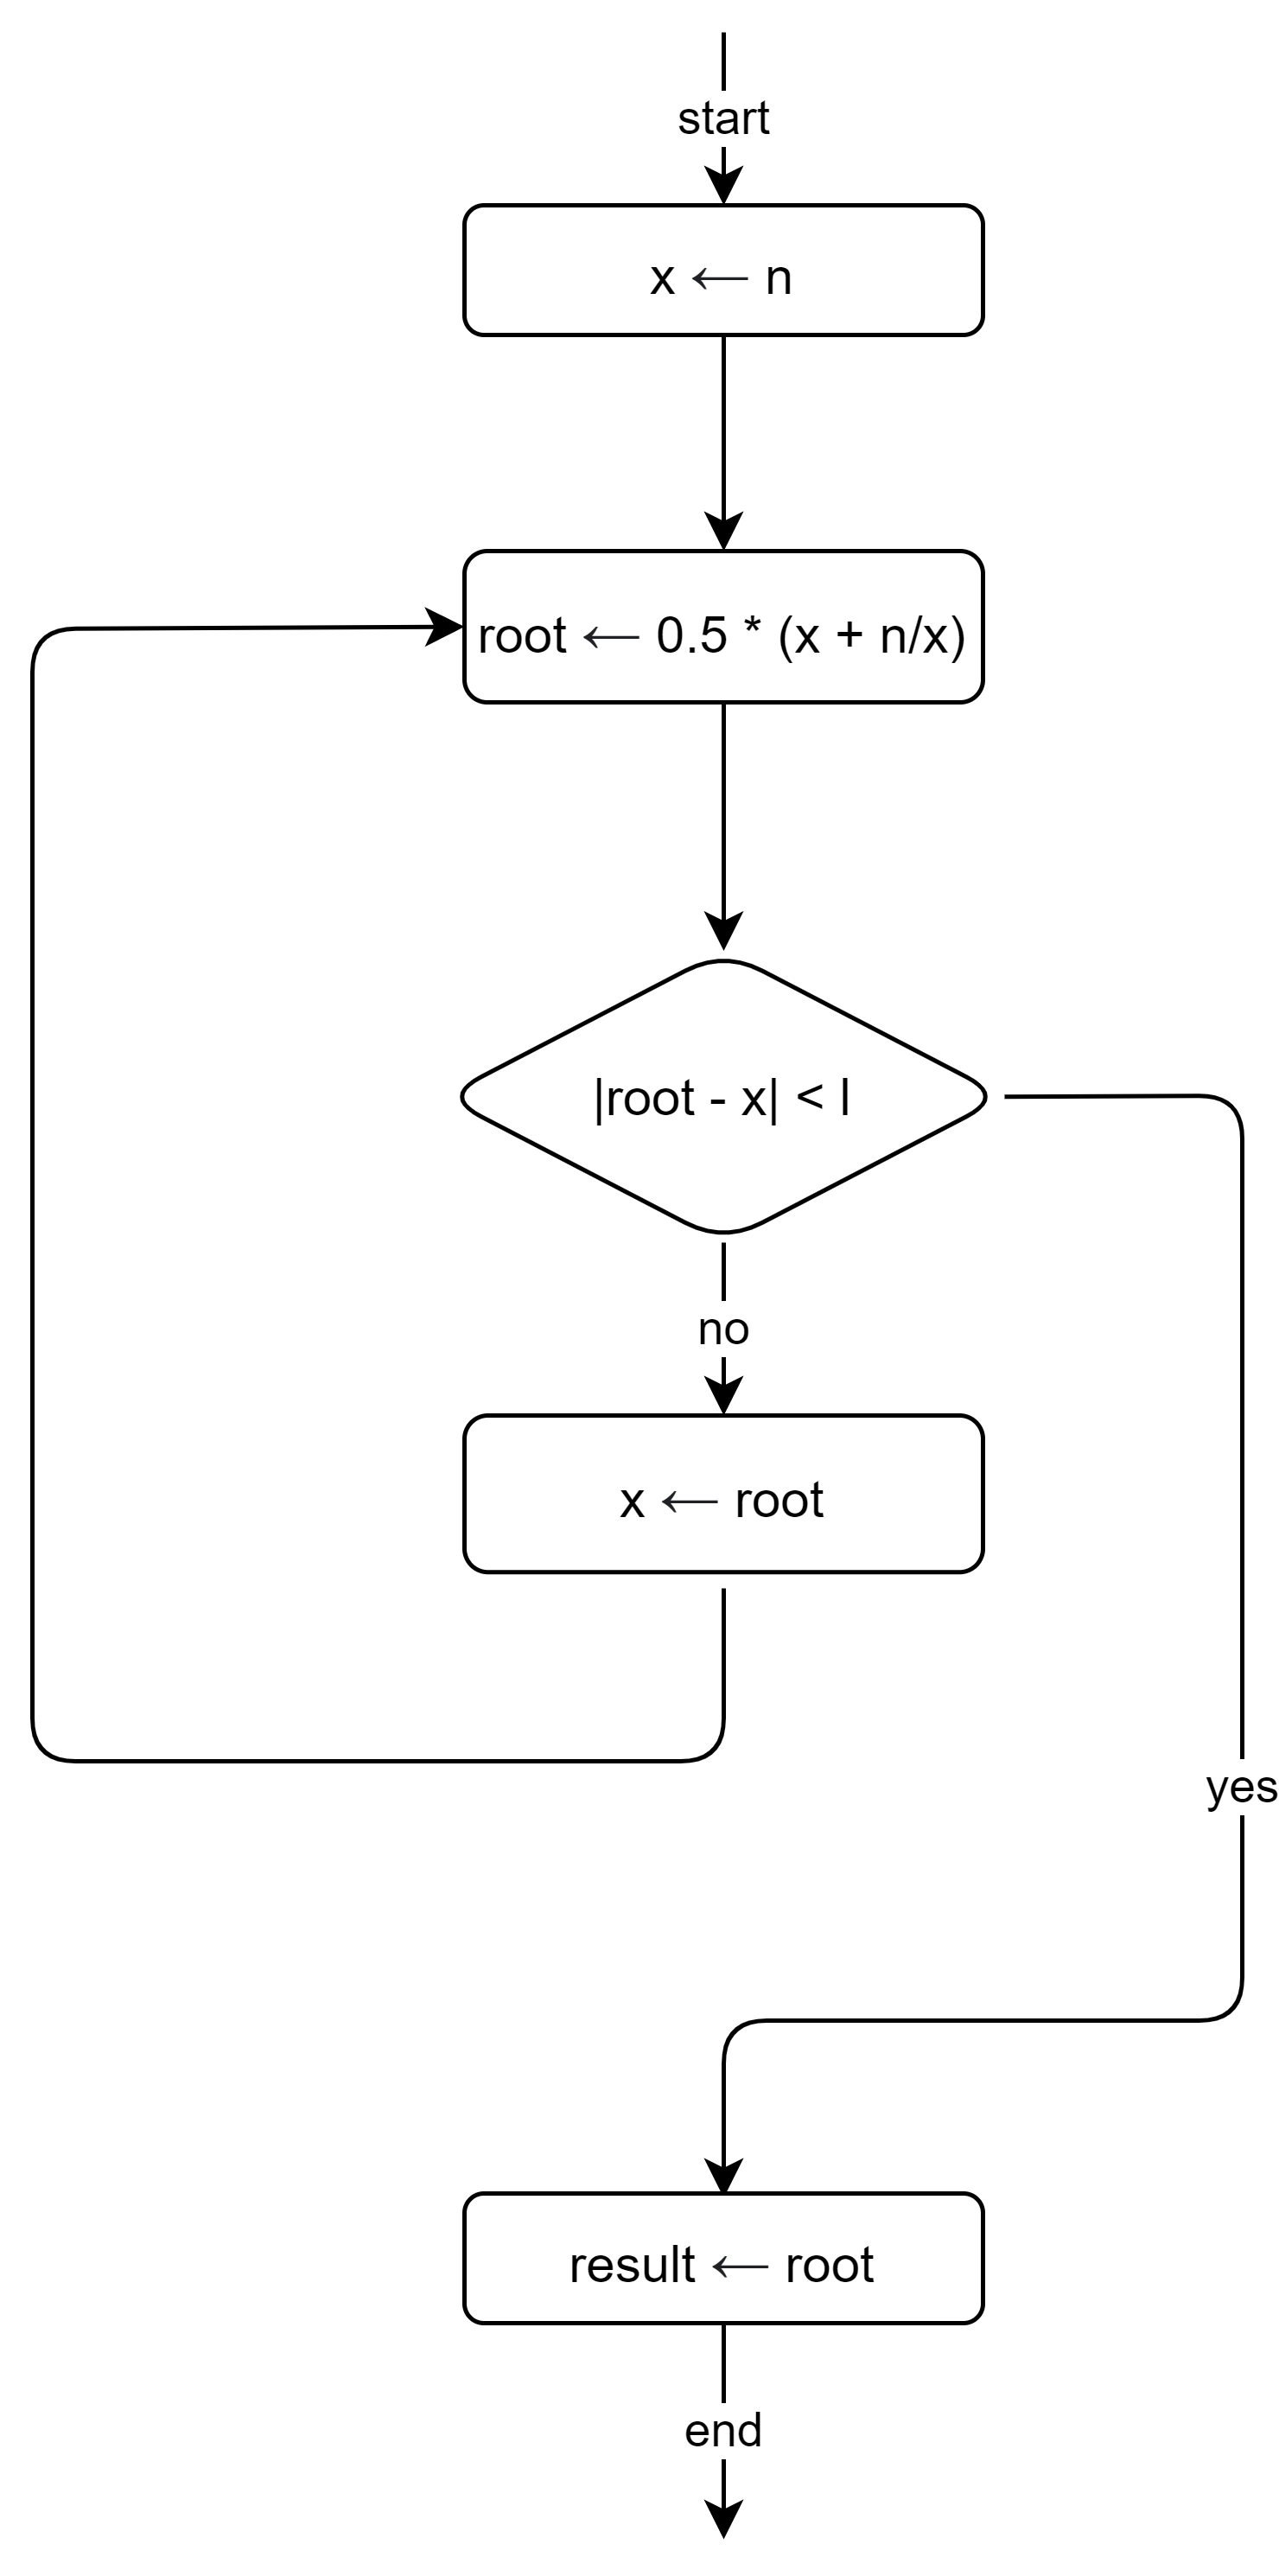 start
x ⟵ n
root ⟵ 0.5 * (x + n/x)
|root - x| < l
no
x ⟵ root
yes
result ⟵ root
end